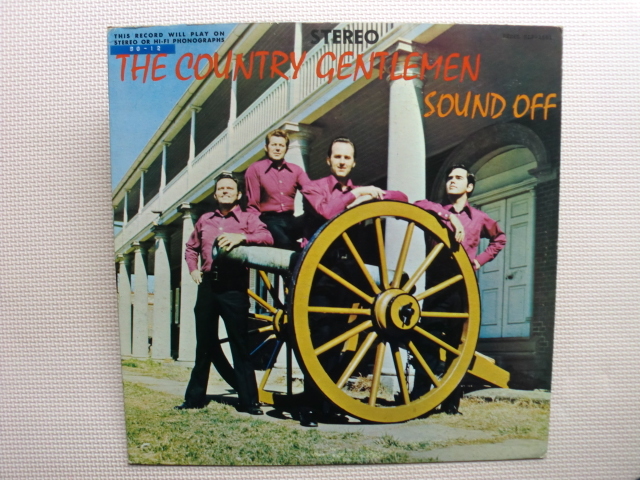 THIS RECORD WILL PLAY ON
STEREO OR HI-FI PHONOGRAPHS
STEREO
THE COUNTRY GENTLEMEN
SOUND OFF